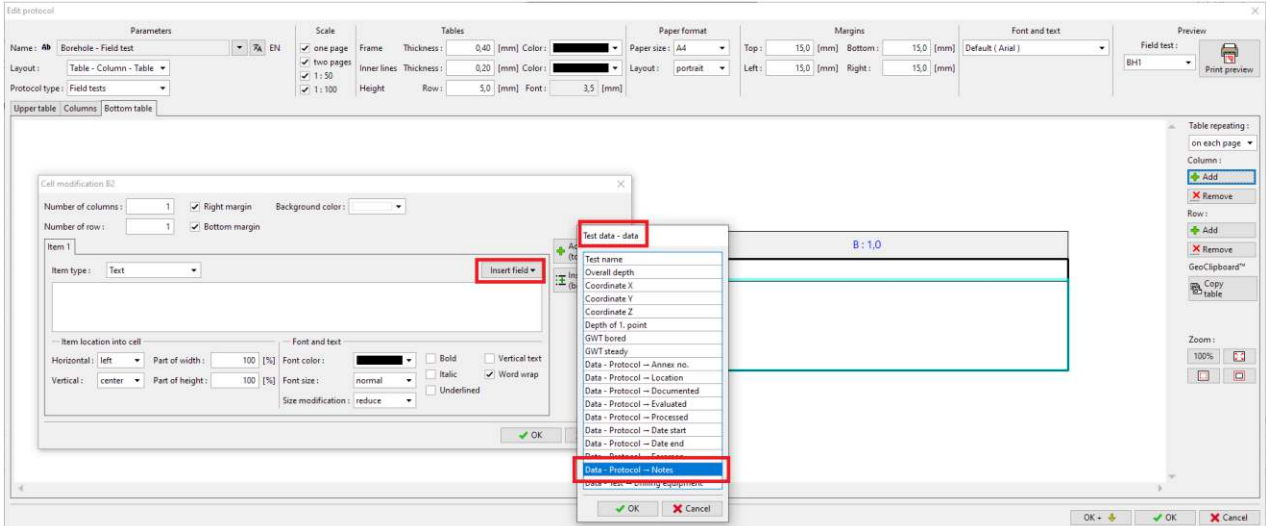 Edit protocol
Parameters Scale Tables Paper format Margins Font and text Preview
Name: Ab Borehole - Field test EN one page Frame Thickness: 0,40 [mm] Color: Paper size: A4 Top: 15,0 [mm] Bottom: 15,0 [mm] Default (Arial) Field test:
two pages
Layout: Table - Column - Table 1 : 50 Inner lines Thickness: 0,20 [mm] Color: Layout: portrait Left: 15,0 [mm] Right: 15,0 [mm] BH1 Print preview
Protocol type: Field tests 1 : 100 Height Row: 5,0 [mm] Font: 3,5 [mm]
Upper table Columns Bottom table
Table repeating:
on each page
Column:
Add
Remove
Row:
Add
Remove
GeoClipboard™
Copy
table
Zoom:
100%
Cell modification B2
Number of columns: 1 Right margin Background color:
Number of row: 1 Bottom margin
Item 1
Item type: Text Insert field
Item location into cell Font and text
Horizontal: left Part of width: 100 [%] Font color: Bold Vertical text
Vertical: center Part of height: 100 [%] Font size: normal Italic Word wrap
Underlined
Size modification: reduce
OK
B : 1,0
Test data - data
Test name
Overall depth
Coordinate X
Coordinate Y
Coordinate Z
Depth of 1. point
GWT bored
GWT steady
Data - Protocol → Annex no.
Data - Protocol → Location
Data - Protocol → Documented
Data - Protocol → Evaluated
Data - Protocol → Processed
Data - Protocol → Date start
Data - Protocol → Date end
Data - Protocol → Notes
Data - Test → Drilling equipment
OK Cancel
OK + OK Cancel